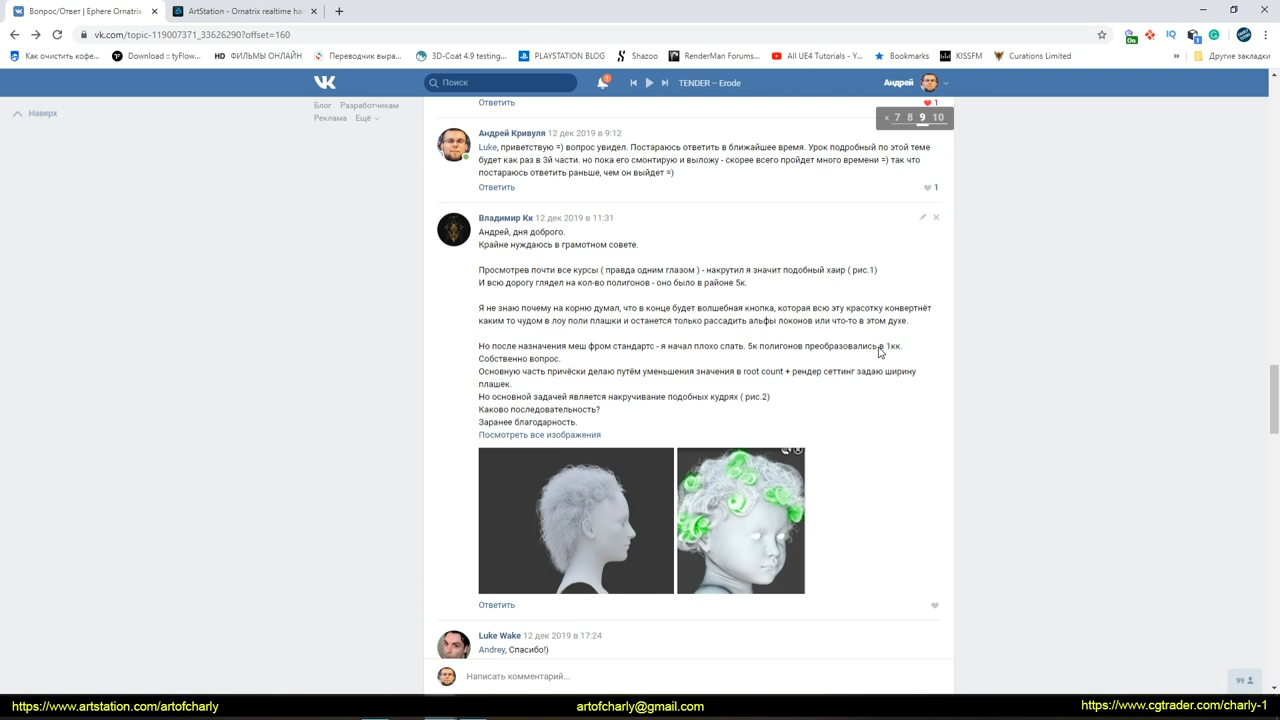 Вопрос/Ответ | Ephere Ornatrix
ArtStation - Ornatrix realtime ha
vk.com/topic-119007371_33626290?offset=160
Как очистить кофе...
Download :: tyFlow...
HD ФИЛЬМЫ ОНЛАЙН
Переводчик выра...
3D-Coat 4.9 testing...
PLAYSTATION BLOG
Shazoo
RenderMan Forums...
All UE4 Tutorials - Y...
Bookmarks
KISSFM
Curations Limited
»
Другие закладки
Поиск
1
TENDER – Erode
Андрей
Наверх
Блог Разработчикам
Реклама Ещё
« 7 8 9 10
Ответить
1
Андрей Кривуля 12 дек 2019 в 9:12
Luke, приветствую =) вопрос увидел. Постараюсь ответить в ближайшее время. Урок подробный по этой теме
будет как раз в 3й части. но пока его смонтирую и выложу - скорее всего пройдет много времени =) так что
постараюсь ответить раньше, чем он выйдет =)
Ответить
1
Владимир Кк 12 дек 2019 в 11:31
Андрей, дня доброго.
Крайне нуждаюсь в грамотном совете.
Просмотрев почти все курсы ( правда одним глазом ) - накрутил я значит подобный хаир ( рис.1)
И всю дорогу глядел на кол-во полигонов - оно было в районе 5к.
Я не знаю почему на корню думал, что в конце будет волшебная кнопка, которая всю эту красотку конвертнёт
каким то чудом в лоу поли плашки и останется только рассадить альфы локонов или что-то в этом духе.
Но после назначения меш фром стандартс - я начал плохо спать. 5к полигонов преобразовались в 1кк.
Собственно вопрос.
Основную часть причёски делаю путём уменьшения значения в root count + рендер сеттинг задаю ширину
плашек.
Но основной задачей является накручивание подобных кудрях ( рис.2)
Каково последовательность?
Заранее благодарность.
Посмотреть все изображения
Ответить
Luke Wake 12 дек 2019 в 17:24
Andrey, Спасибо!)
Написать комментарий...
99
https://www.artstation.com/artofcharly
artofcharly@gmail.com
https://www.cgtrader.com/charly-1